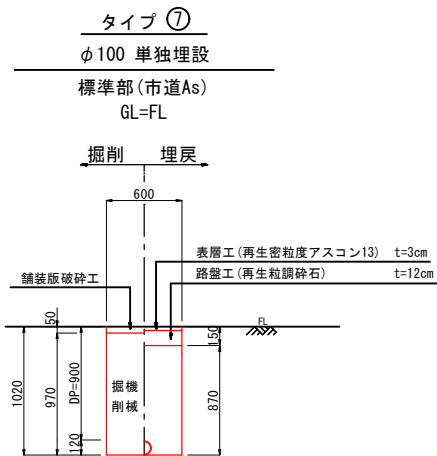 タイプ ⑦
φ100 単独埋設
標準部(市道As)
GL=FL
掘削 埋戻
600
表層工(再生密粒度アスコン13) t=3cm
舗装版破砕工
路盤工(再生粒調砕石) t=12cm
FL
50
150
1020
970
DP=900
120
掘機
削械
870